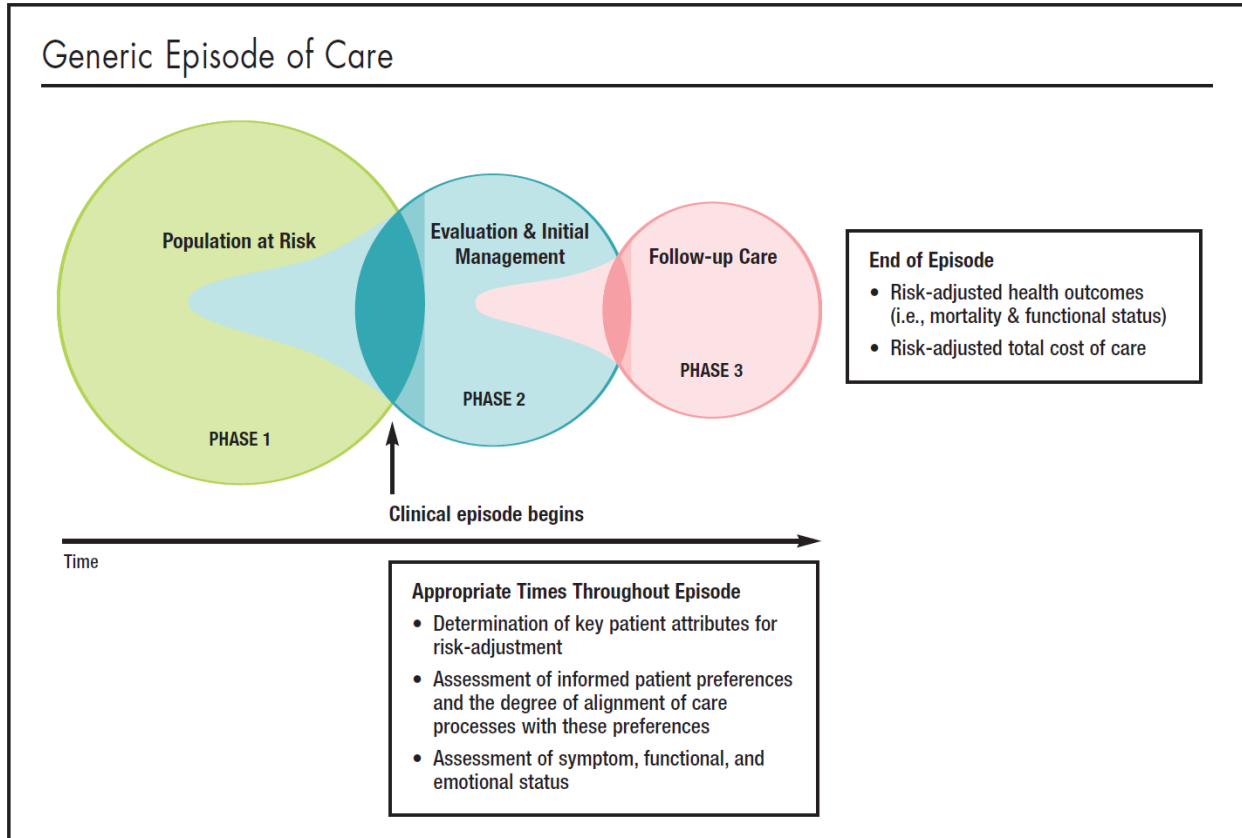 Generic Episode of Care
Population at Risk
PHASE 1
Evaluation & Initial
Management
PHASE 2
Follow-up Care
PHASE 3
End of Episode
• Risk-adjusted health outcomes
(i.e., mortality & functional status)
• Risk-adjusted total cost of care
Clinical episode begins
Time
Appropriate Times Throughout Episode
• Determination of key patient attributes for
risk-adjustment
• Assessment of informed patient preferences
and the degree of alignment of care
processes with these preferences
• Assessment of symptom, functional, and
emotional status